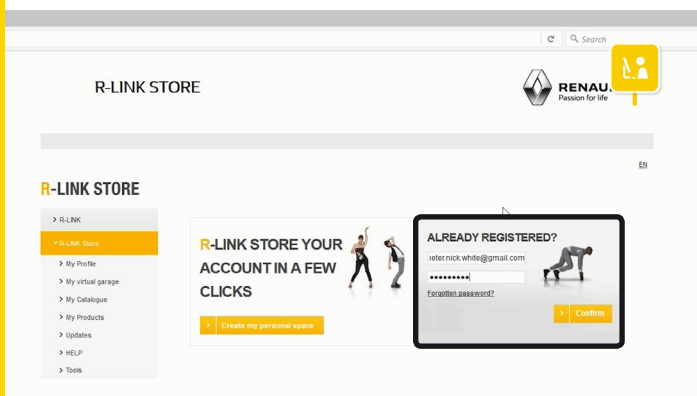 Search
R-LINK STORE
RENAU
Passion for life
EN
R-LINK STORE
R-LINK
R-LINK Store
My Profile
My virtual garage
My Catalogue
My Products
Updates
HELP
Tools
R-LINK STORE YOUR
ACCOUNT IN A FEW
CLICKS
Create my personal space
ALREADY REGISTERED?
eter.nick.white@gmail.com
•••••••••
Forgotten password?
Confirm